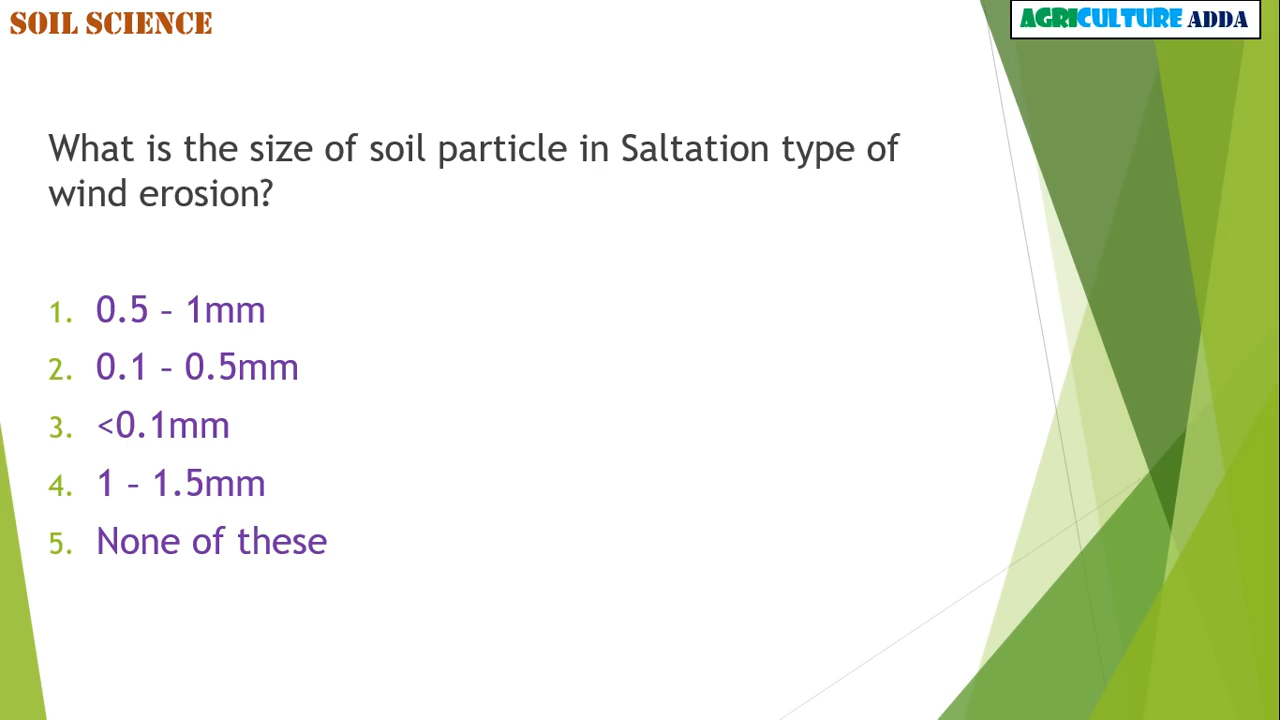 SOIL SCIENCE
AGRICULTURE ADDA
What is the size of soil particle in Saltation type of
wind erosion?
1. 0.5 – 1mm
2. 0.1 – 0.5mm
3. <0.1mm
4. 1 – 1.5mm
5. None of these